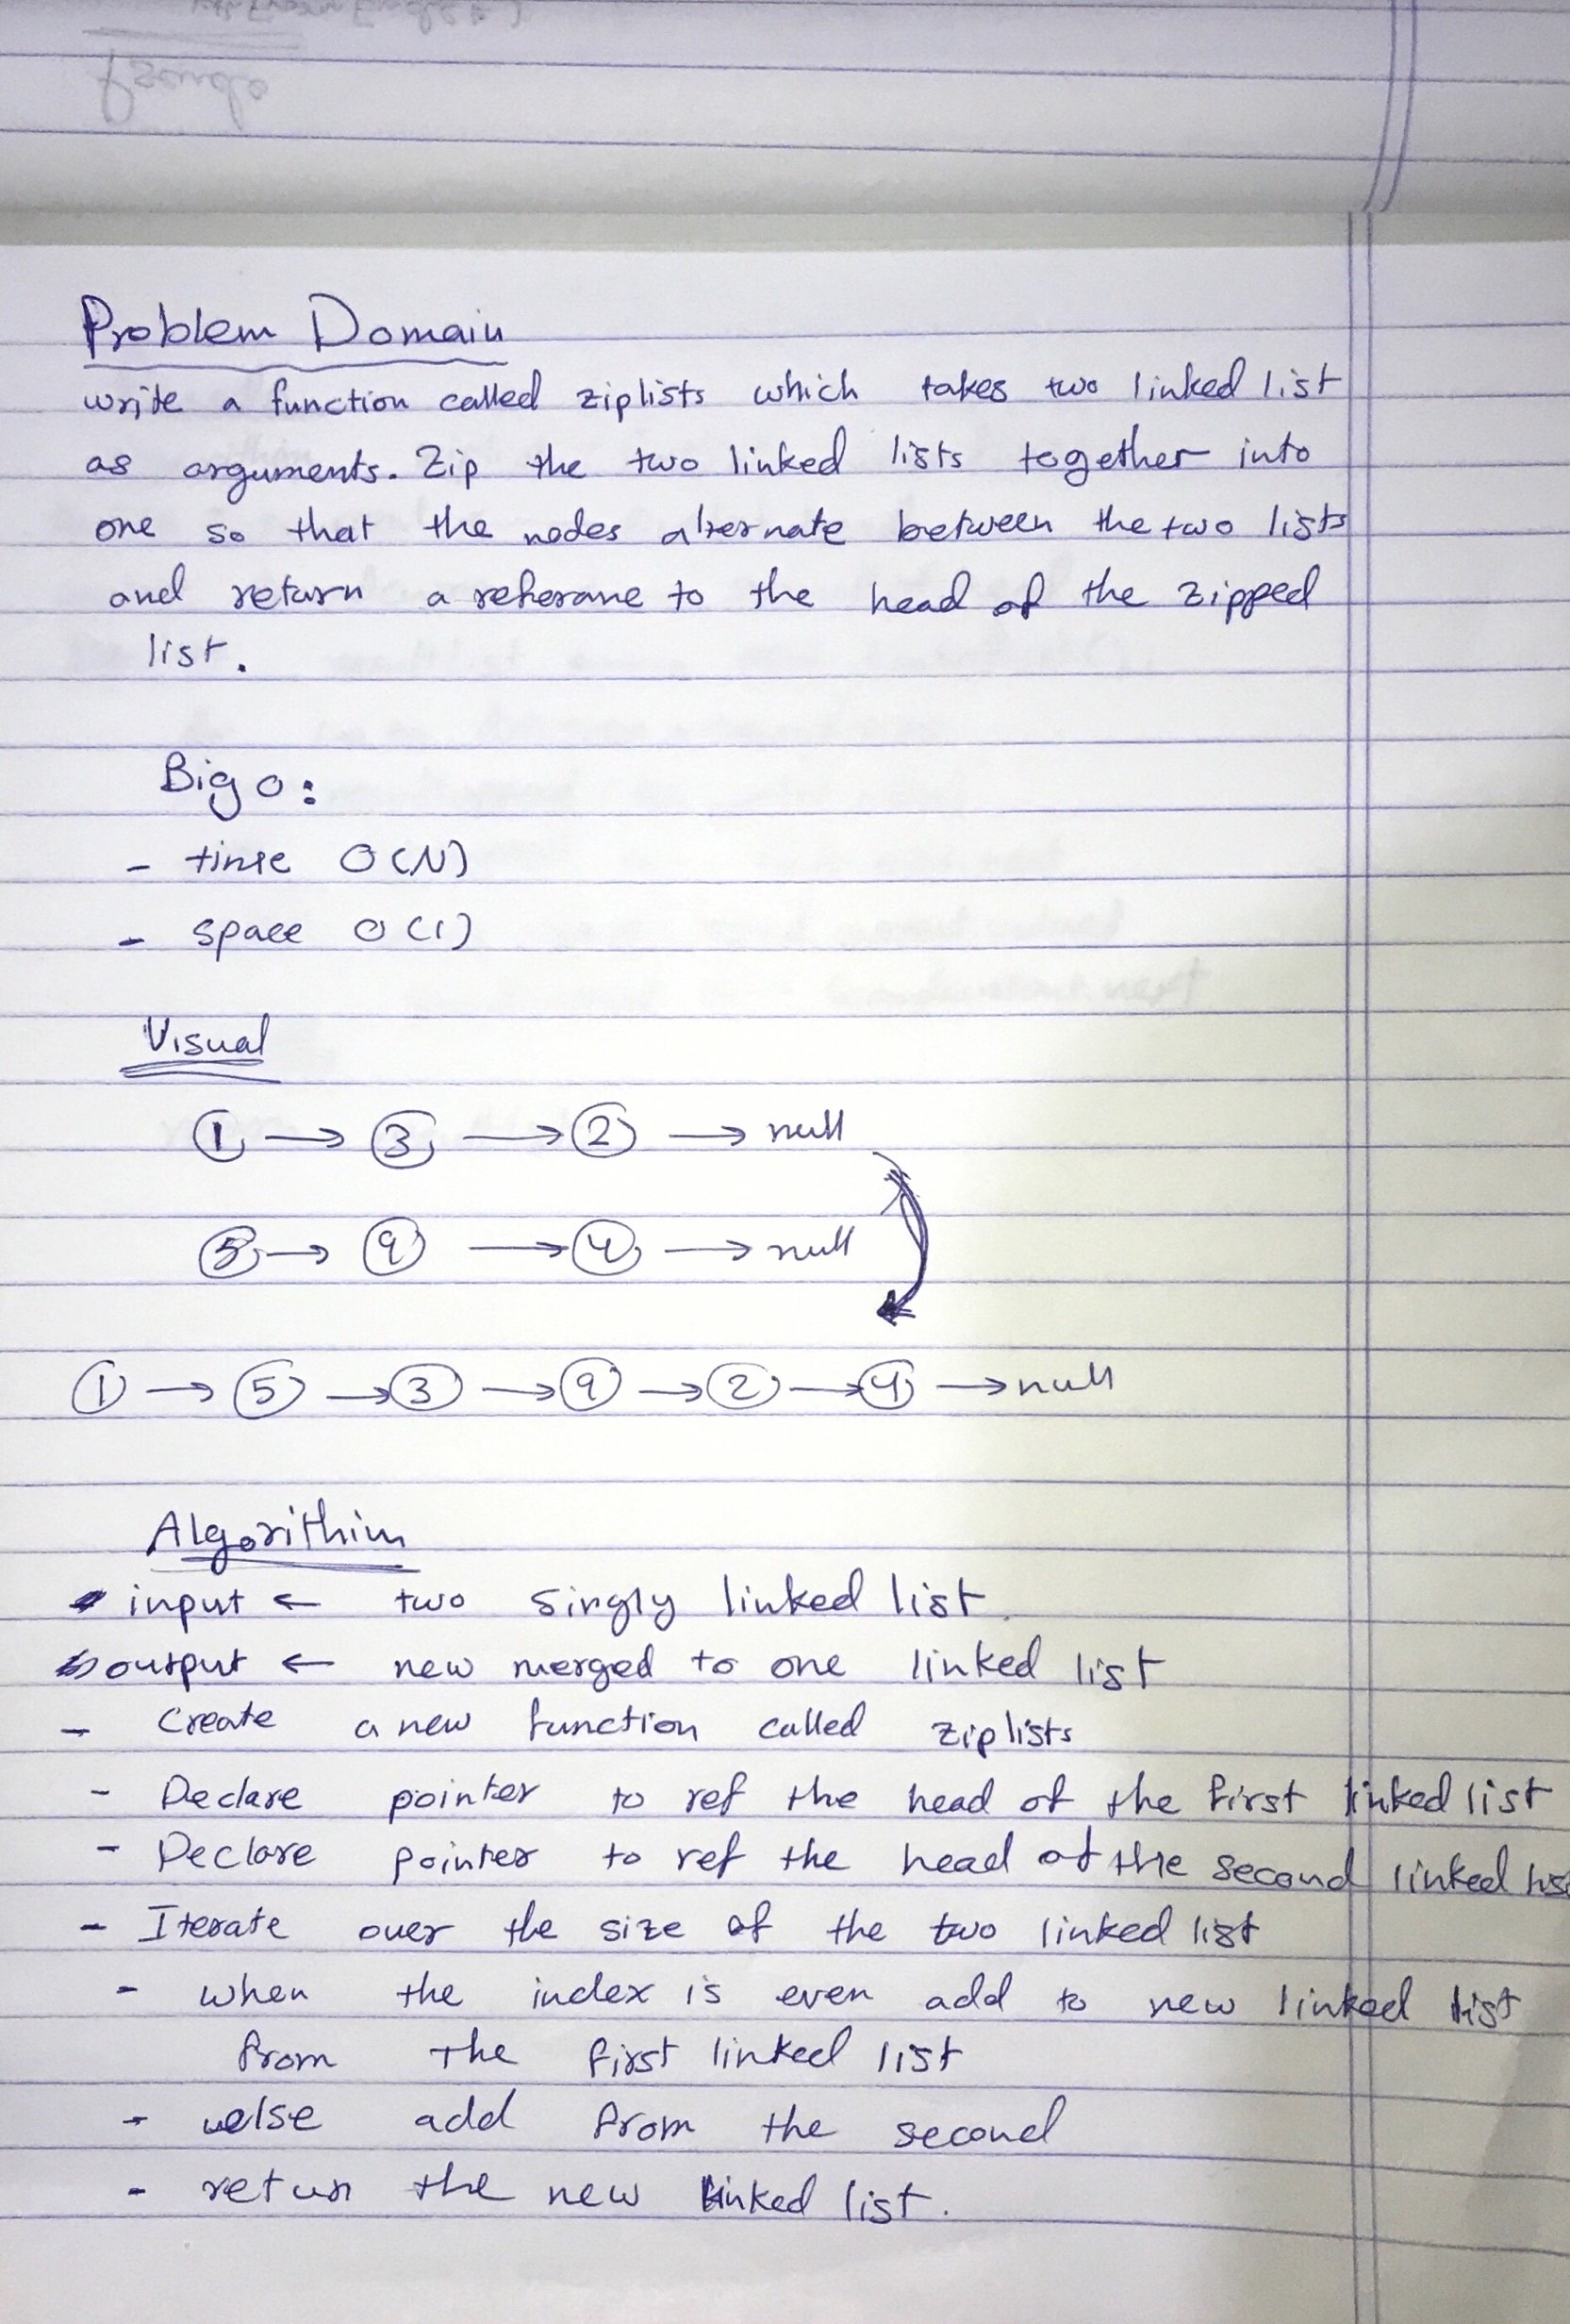 Pseudo
Problem Domain
write a function called ziplists which takes two linked list
as arguments. Zip the two linked lists together into
one so that the nodes alternate between the two lists
and return a referane to the head of the zipped
list.
Big o:
- time O(N)
- space O(1)
Visual
1 → 3 → 2 → null
5 → 9 → 4 → null
1 → 5 → 3 → 9 → 2 → 4 → null
Algorithim
input ← two singly linked list
output ← new merged to one linked list
- Create a new function called ziplists
- Declare pointer to ref the head of the first linked list
- Declare pointer to ref the head of the second linked lis
- Iterate over the size of the two linked list
- when the index is even add to new linked list
from the first linked list
- else add from the second
- retun the new linked list.